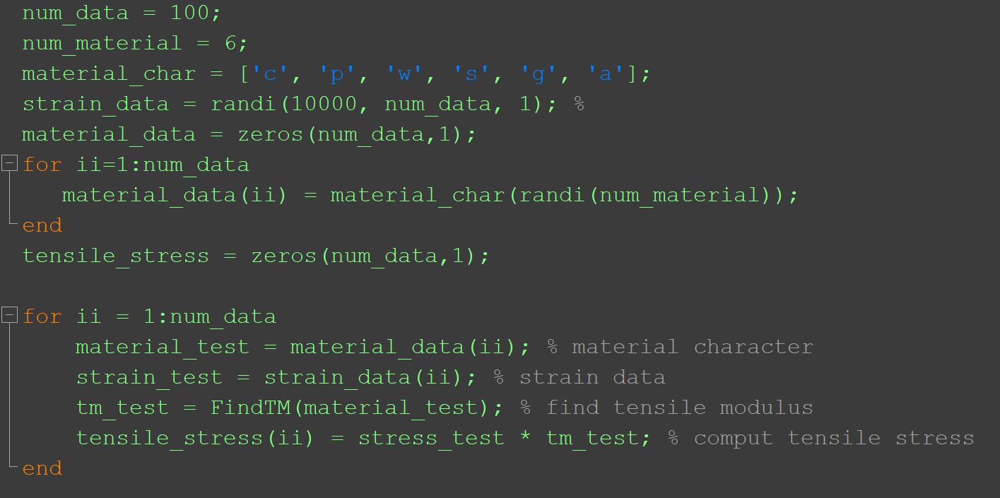 num_data = 100;
num_material = 6;
material_char = ['c', 'p', 'w', 's', 'g', 'a'];
strain_data = randi(10000, num_data, 1); %
material_data = zeros(num_data,1);
for ii=1:num_data
material_data(ii) = material_char(randi(num_material));
end
tensile_stress = zeros(num_data,1);
for ii = 1:num_data
material_test = material_data(ii); % material character
strain_test = strain_data(ii); % strain data
tm_test = FindTM(material_test); % find tensile modulus
tensile_stress(ii) = stress_test * tm_test; % comput tensile stress
end